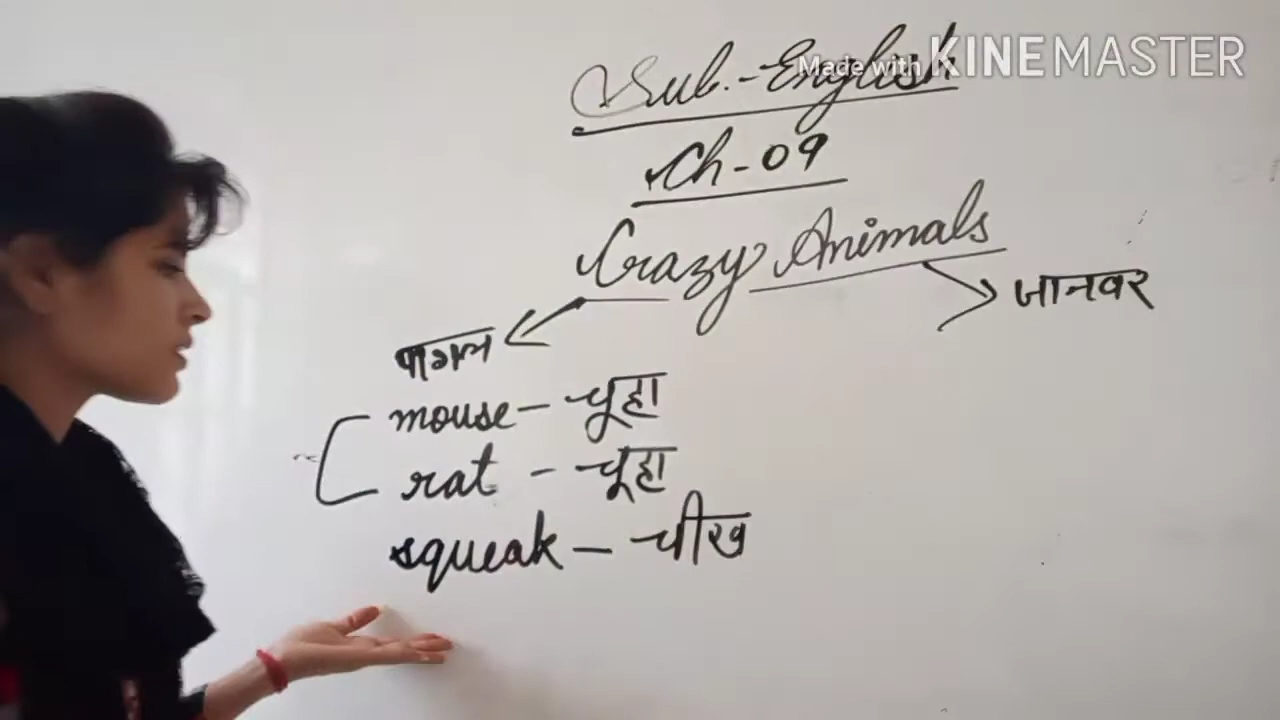 Sub.-English
Made with KINEMASTER
Ch-09
Crazy Animals
जानवर
पागल
mouse - चूहा
rat - चूहा
squeak - चीख